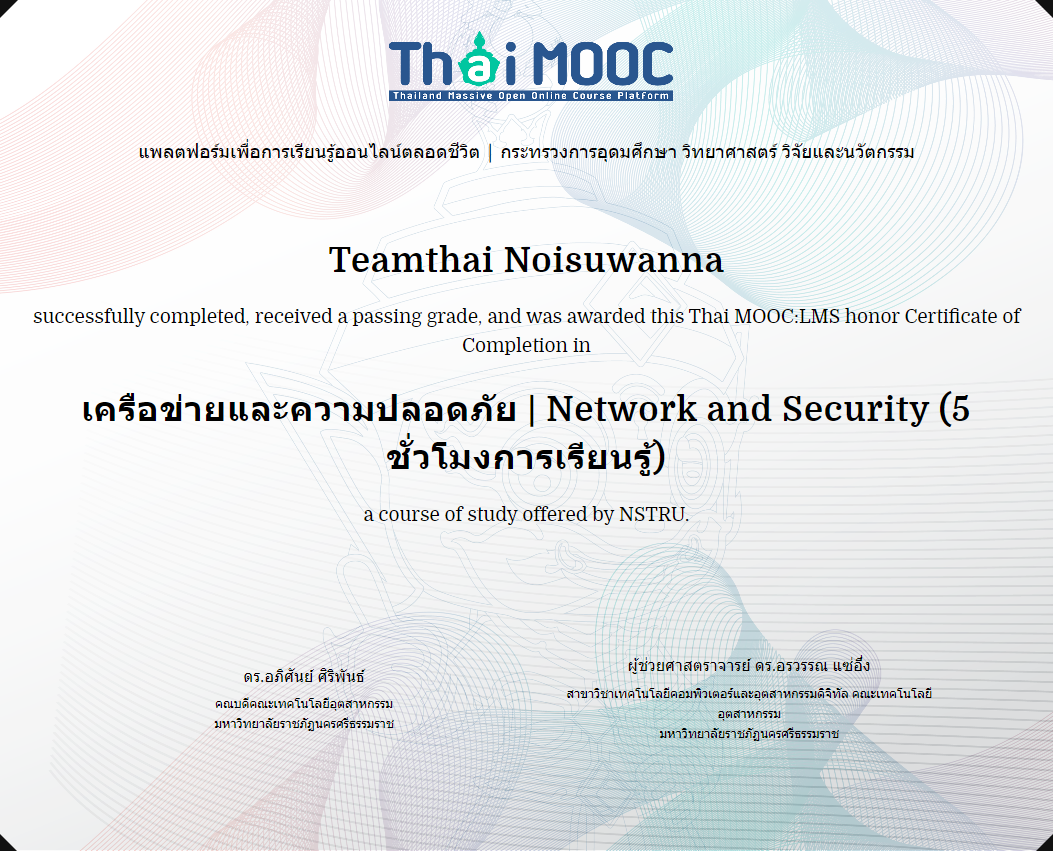 Thai MOOC
Thailand Massive Open Online Course Platform
แพลตฟอร์มเพื่อการเรียนรู้ออนไลน์ตลอดชีวิต | กระทรวงการอุดมศึกษา วิทยาศาสตร์ วิจัยและนวัตกรรม
Teamthai Noisuwanna
successfully completed, received a passing grade, and was awarded this Thai MOOC:LMS honor Certificate of
Completion in
เครือข่ายและความปลอดภัย | Network and Security (5
ชั่วโมงการเรียนรู้)
a course of study offered by NSTRU.
ดร.อภิศันย์ ศิริพันธ์
คณบดีคณะเทคโนโลยีอุตสาหกรรม
มหาวิทยาลัยราชภัฏนครศรีธรรมราช
ผู้ช่วยศาสตราจารย์ ดร.อรวรรณ แซ่อึ่ง
สาขาวิชาเทคโนโลยีคอมพิวเตอร์และอุตสาหกรรมดิจิทัล คณะเทคโนโลยี
อุตสาหกรรม
มหาวิทยาลัยราชภัฏนครศรีธรรมราช